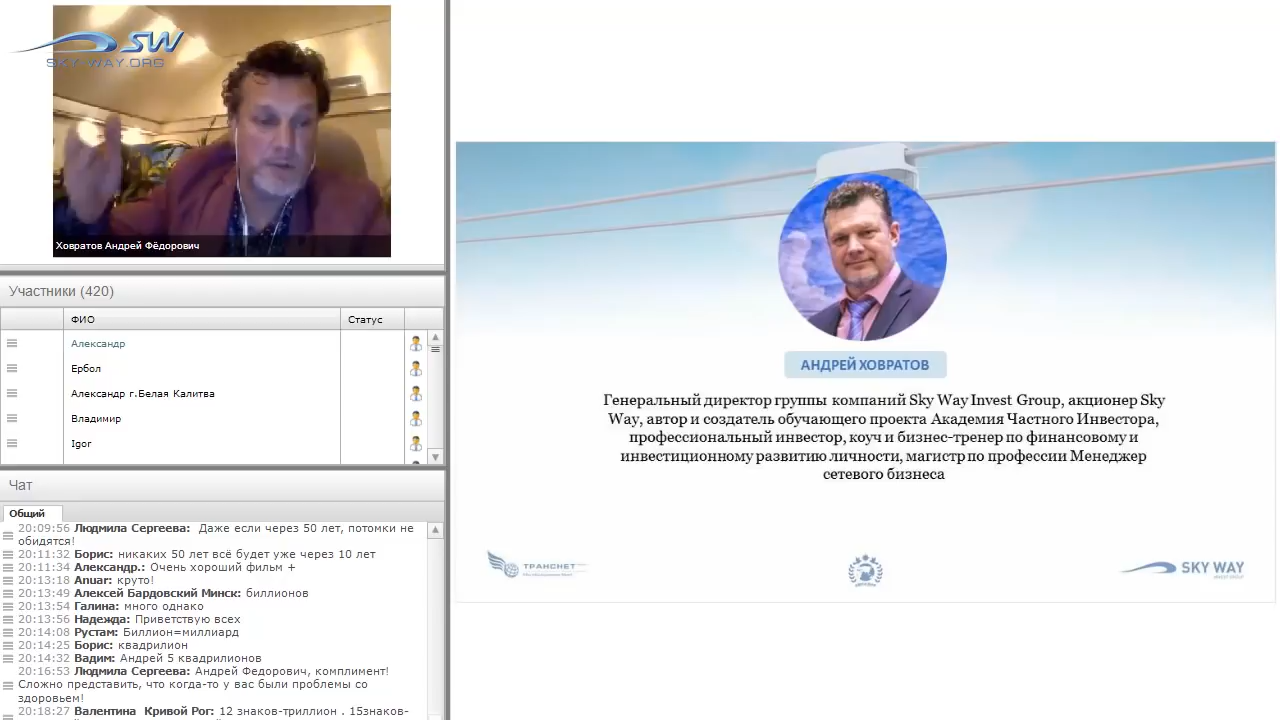 SW
SKY-WAY.ORG
Ховратов Андрей Фёдорович
Участники (420)
ФИО
Статус
Александр
Ербол
Александр г.Белая Калитва
Владимир
Igor
Чат
Общий
20:09:56 Людмила Сергеева: Даже если через 50 лет, потомки не
обидятся!
20:11:32 Борис: никаких 50 лет всё будет уже через 10 лет
20:11:34 Александр.: Очень хороший фильм +
20:13:18 Anuar: круто!
20:13:49 Алексей Бардовский Минск: биллионов
20:13:54 Галина: много однако
20:13:56 Надежда: Приветствую всех
20:14:08 Рустам: Биллион=миллиард
20:14:25 Борис: квадрилион
20:14:32 Вадим: Андрей 5 квадрилионов
20:16:53 Людмила Сергеева: Андрей Федорович, комплимент!
Сложно представить, что когда-то у вас были проблемы со
здоровьем!
20:18:27 Валентина Кривой Рог: 12 знаков-триллион . 15знаков-
АНДРЕЙ ХОВРАТОВ
Генеральный директор группы компаний Sky Way Invest Group, акционер Sky
Way, автор и создатель обучающего проекта Академия Частного Инвестора,
профессиональный инвестор, коуч и бизнес-тренер по финансовому и
инвестиционному развитию личности, магистр по профессии Менеджер
сетевого бизнеса
ТРАНСНЕТ
SKY WAY
INVEST GROUP